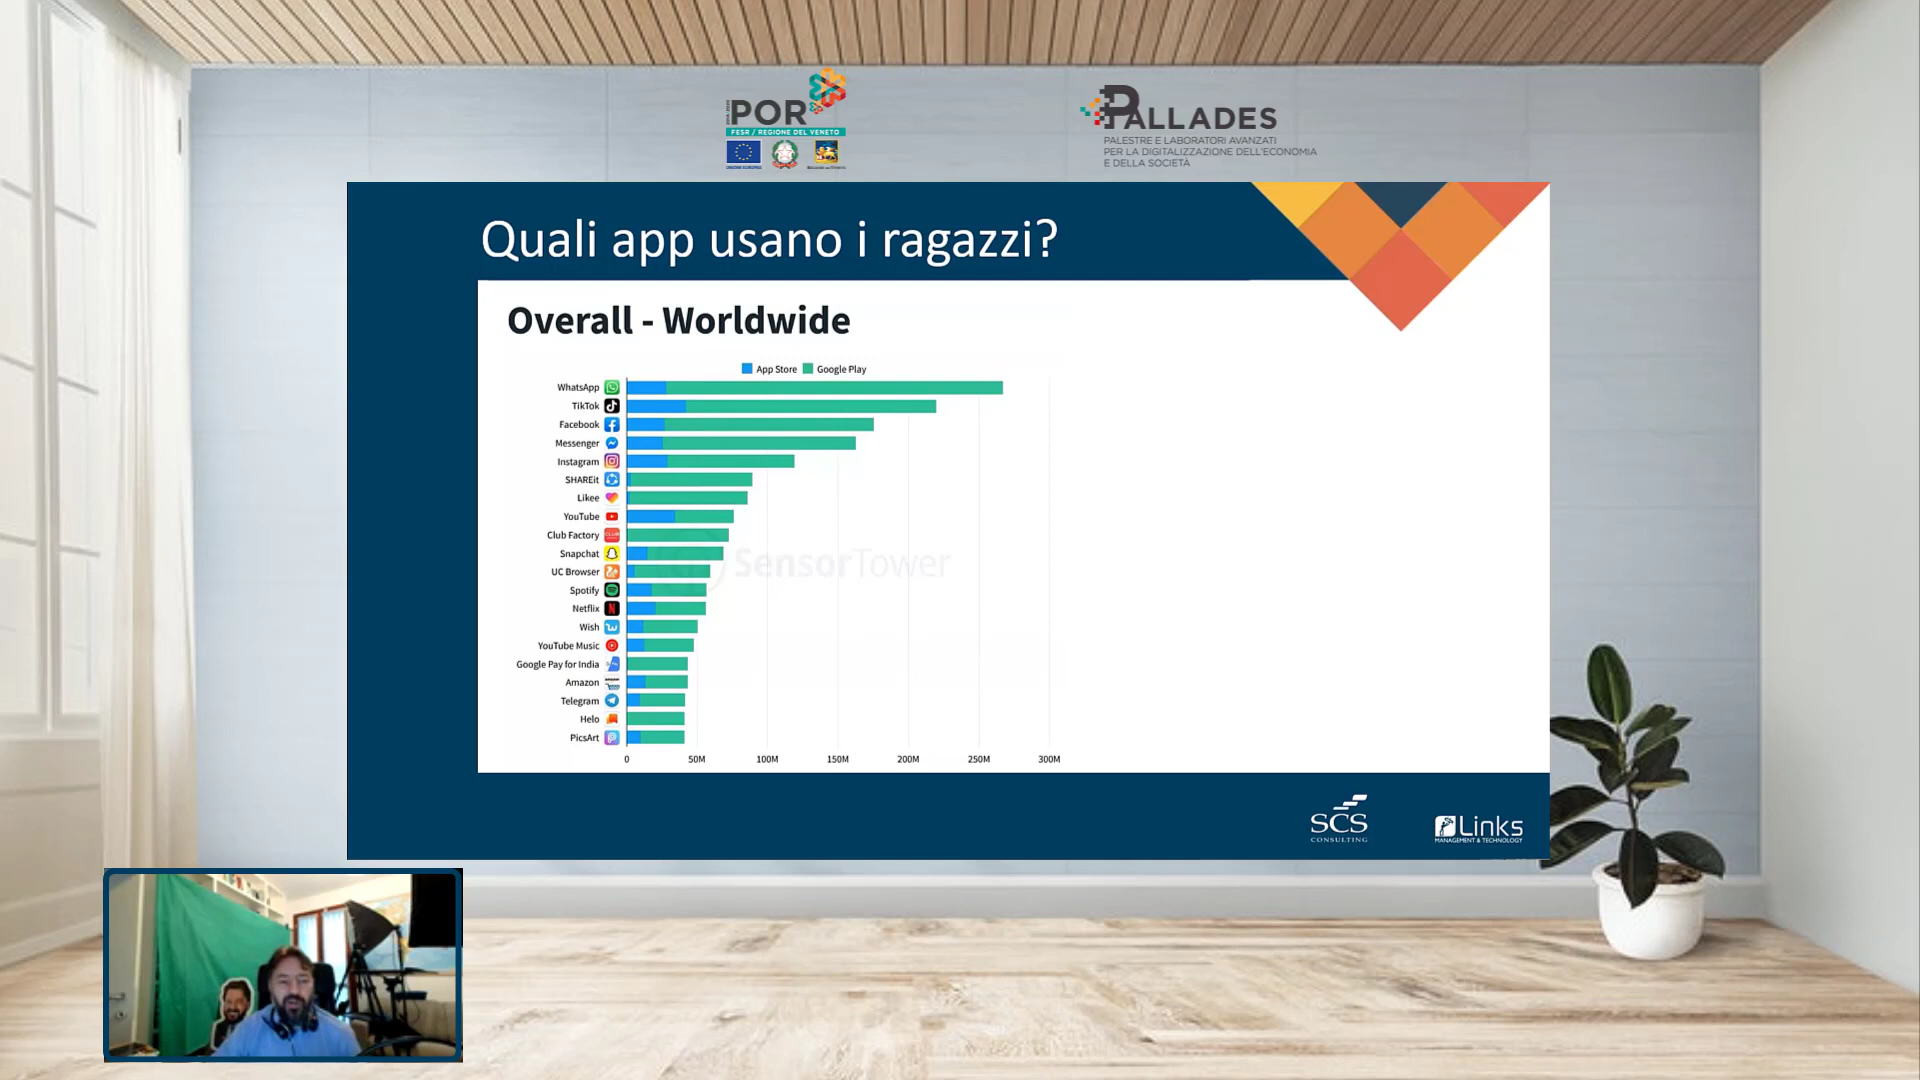 POR
FESR / REGIONE DEL VENETO
PALLADES
PALESTRE E LABORATORI AVANZATI
PER LA DIGITALIZZAZIONE DELL'ECONOMIA
E DELLA SOCIETÀ
Quali app usano i ragazzi?
Overall - Worldwide
App Store Google Play
WhatsApp
TikTok
Facebook
Messenger
Instagram
SHAREit
Likee
YouTube
Club Factory
Snapchat
UC Browser
Spotify
Netflix
Wish
YouTube Music
Google Pay for India
Amazon
Telegram
Helo
PicsArt
SensorTower
0 50M 100M 150M 200M 250M 300M
SCS
CONSULTING
Links
MANAGEMENT & TECHNOLOGY